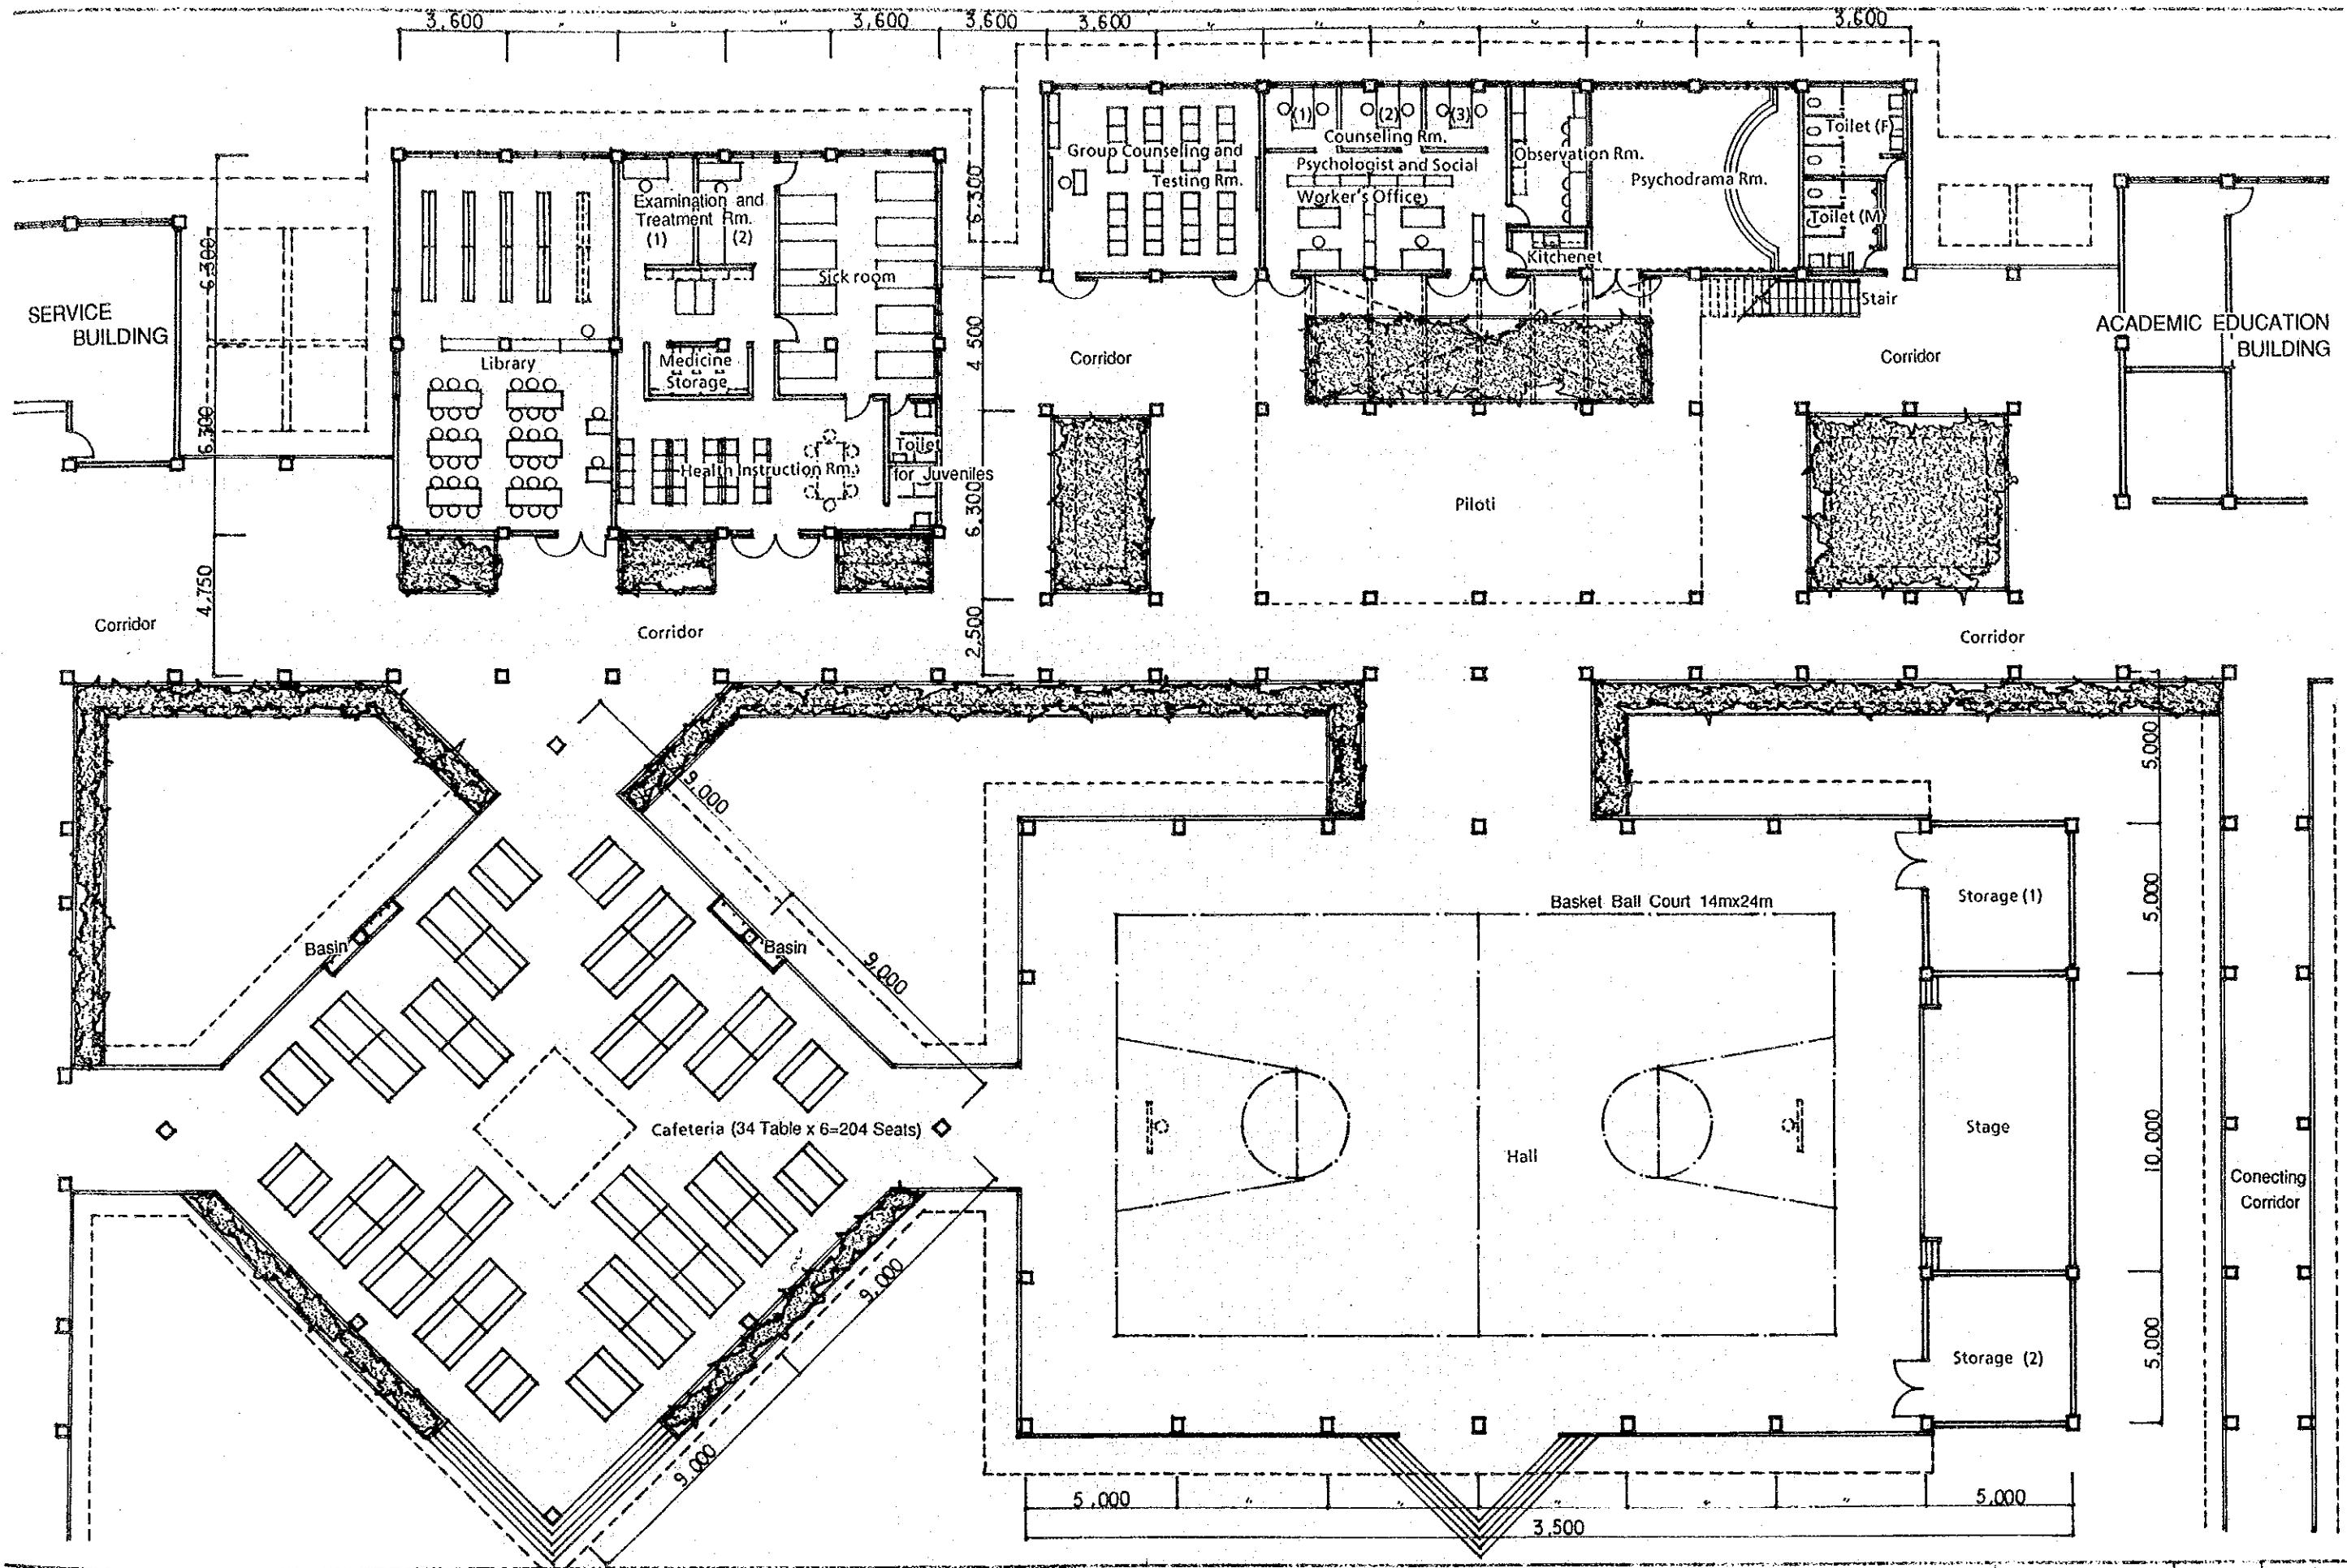 3,600 " " " 3,600 3,600 3,600 " " " " " " 3,600
Group Counseling and
Testing Rm.
(1) (2) (3)
Counseling Rm.
Psychologist and Social
Worker's Office
Observation Rm.
Kitchenet
Psychodrama Rm.
Toilet (F)
Toilet (M)
Stair
6,300
4,500
6,300
2,500
6,300
6,300
4,750
SERVICE
BUILDING
Examination and
Treatment Rm.
(1) (2)
Sick room
Library
Medicine
Storage
Health Instruction Rm.
Toilet
for Juveniles
Corridor
Corridor
ACADEMIC EDUCATION
BUILDING
Piloti
Corridor
Corridor
Corridor
9,000
9,000
Basin
Basin
Cafeteria (34 Table x 6=204 Seats)
9,000
9,000
Basket Ball Court 14mx24m
Hall
Storage (1)
Stage
Storage (2)
5,000
5,000
10,000
5,000
Conecting
Corridor
5,000 " " " " " 5,000
3,500